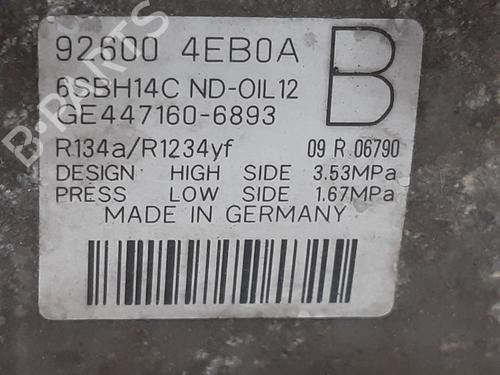 92600 4EB0A
B
6SBH14C ND-OIL12
GE447160-6893
R134a/R1234yf 09 R 06790
DESIGN HIGH SIDE 3.53MPa
PRESS LOW SIDE 1.67MPa
MADE IN GERMANY
B-PARTS